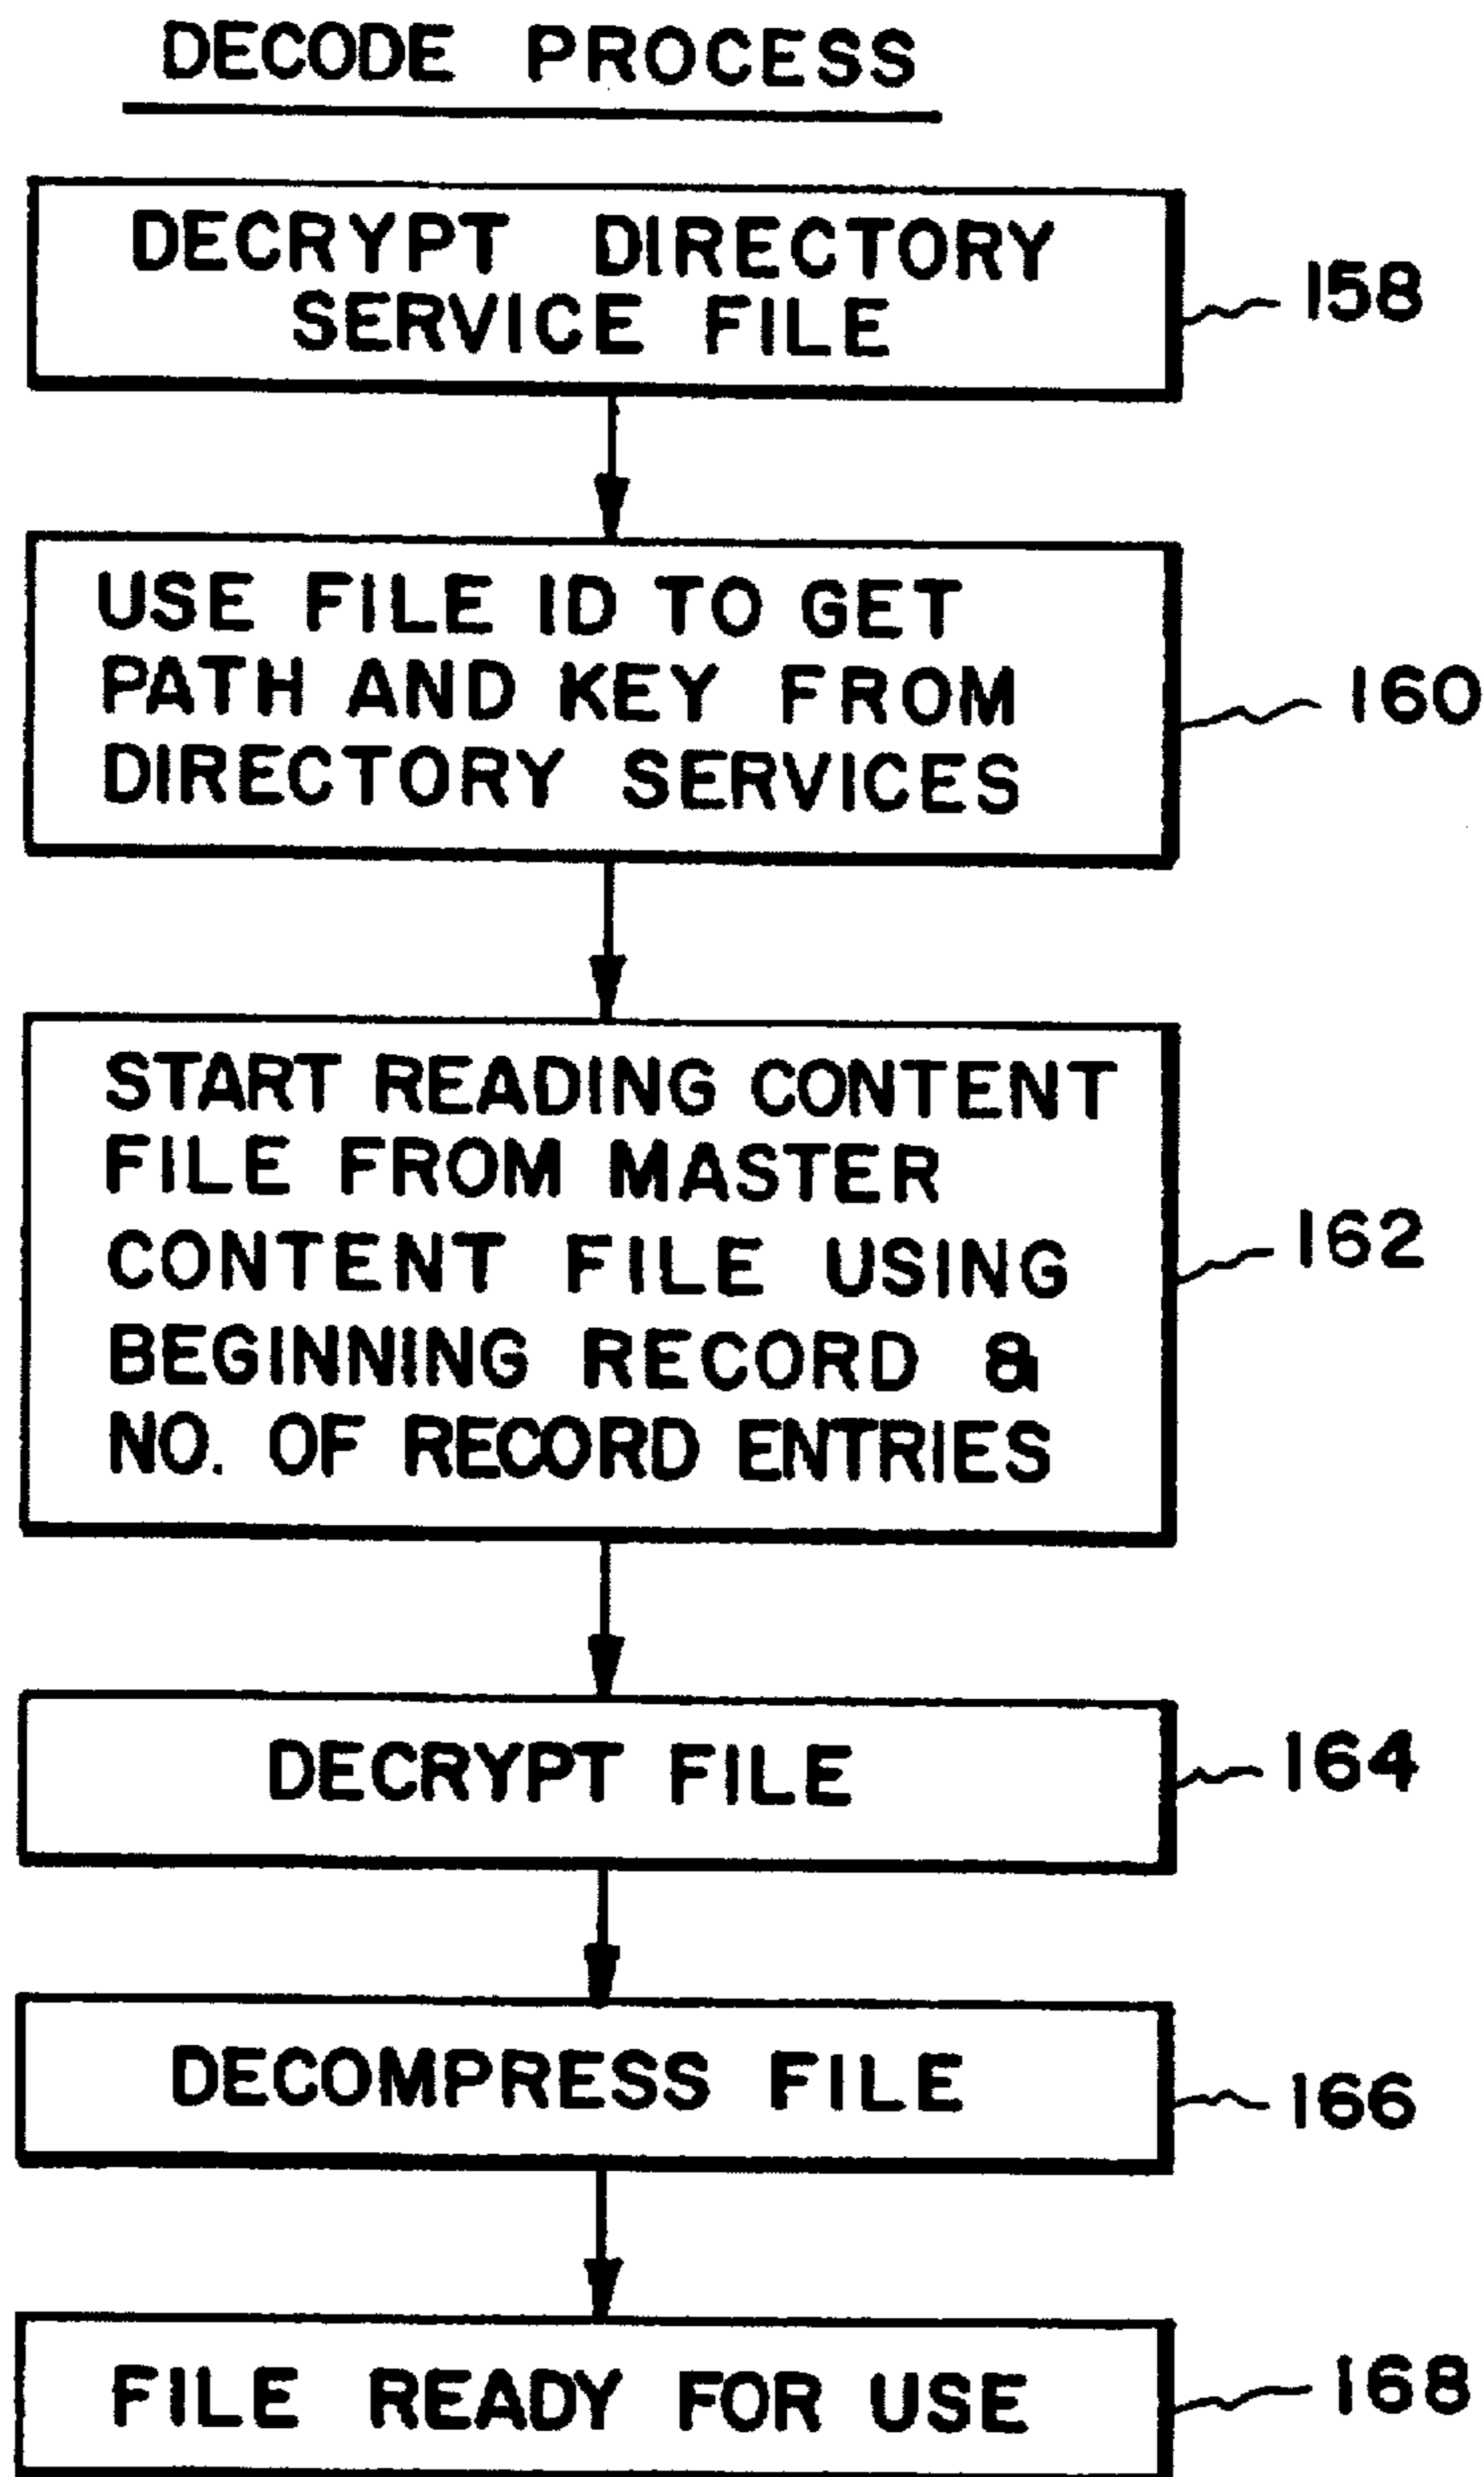 DECODE PROCESS
DECRYPT DIRECTORY
SERVICE FILE
158
USE FILE ID TO GET
PATH AND KEY FROM
DIRECTORY SERVICES
160
START READING CONTENT
FILE FROM MASTER
CONTENT FILE USING
BEGINNING RECORD &
NO. OF RECORD ENTRIES
162
DECRYPT FILE
164
DECOMPRESS FILE
166
FILE READY FOR USE
168